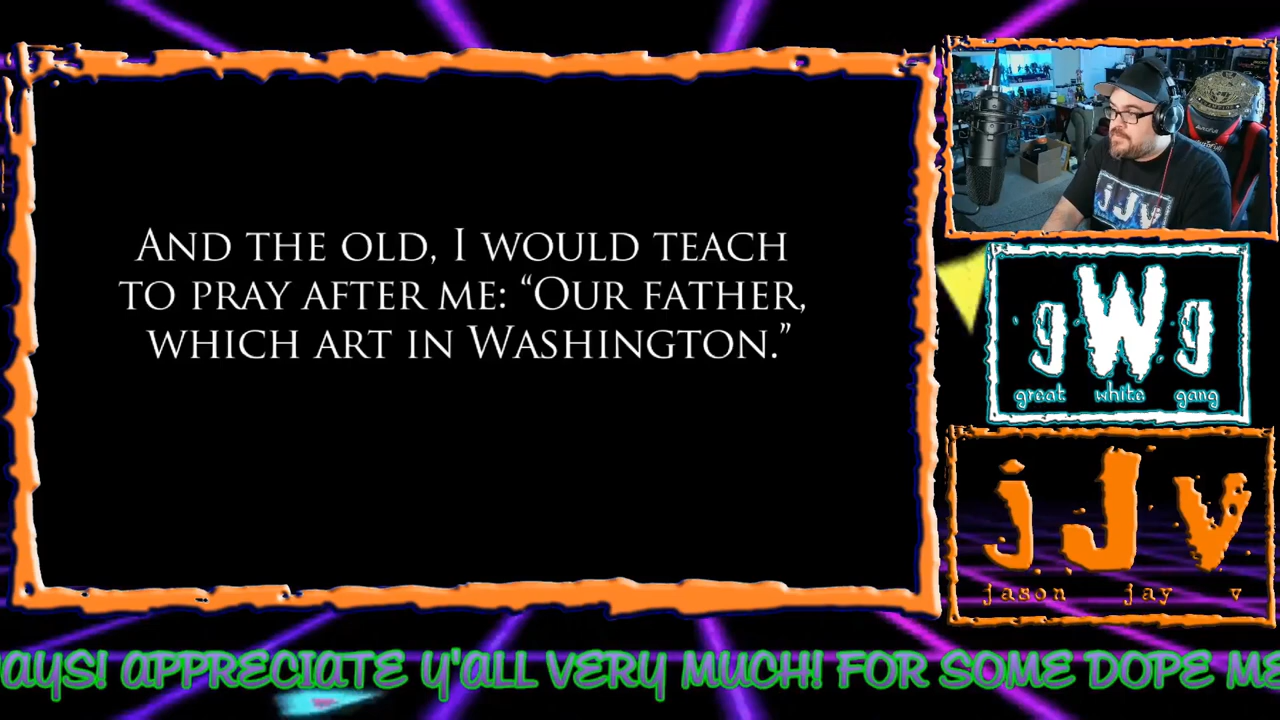 And the old, I would teach
to pray after me: “Our father,
which art in Washington.”
jJv
gWg
great white gang
jJv
jason jay v
AYS! APPRECIATE Y'ALL VERY MUCH! FOR SOME DOPE ME